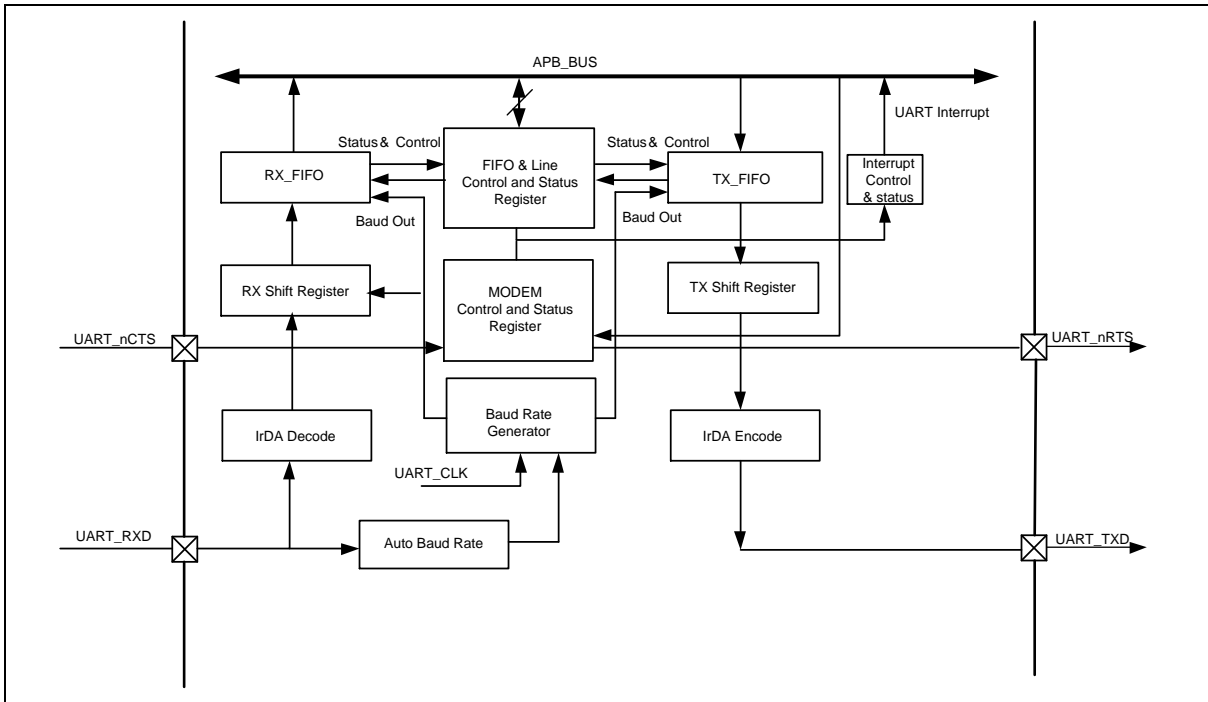 APB_BUS
UART Interrupt
Status & Control
Status & Control
RX_FIFO
FIFO & Line
Control and Status
Register
TX_FIFO
Interrupt
Control
& status
Baud Out
Baud Out
RX Shift Register
MODEM
Control and Status
Register
TX Shift Register
UART_nCTS
UART_nRTS
IrDA Decode
Baud Rate
Generator
IrDA Encode
UART_CLK
UART_RXD
Auto Baud Rate
UART_TXD